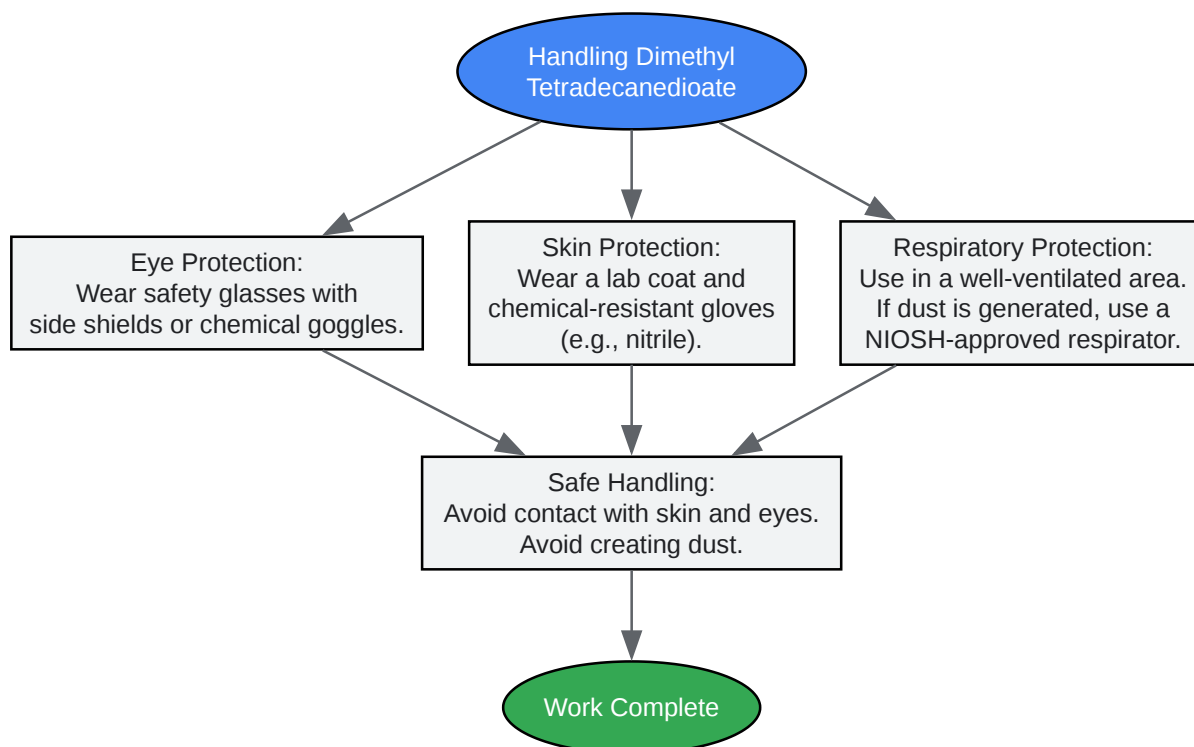 Handling Dimethyl
Tetradecanedioate
Eye Protection:
Wear safety glasses with
side shields or chemical goggles.
Skin Protection:
Wear a lab coat and
chemical-resistant gloves
(e.g., nitrile).
Respiratory Protection:
Use in a well-ventilated area.
If dust is generated, use a
NIOSH-approved respirator.
Safe Handling:
Avoid contact with skin and eyes.
Avoid creating dust.
Work Complete